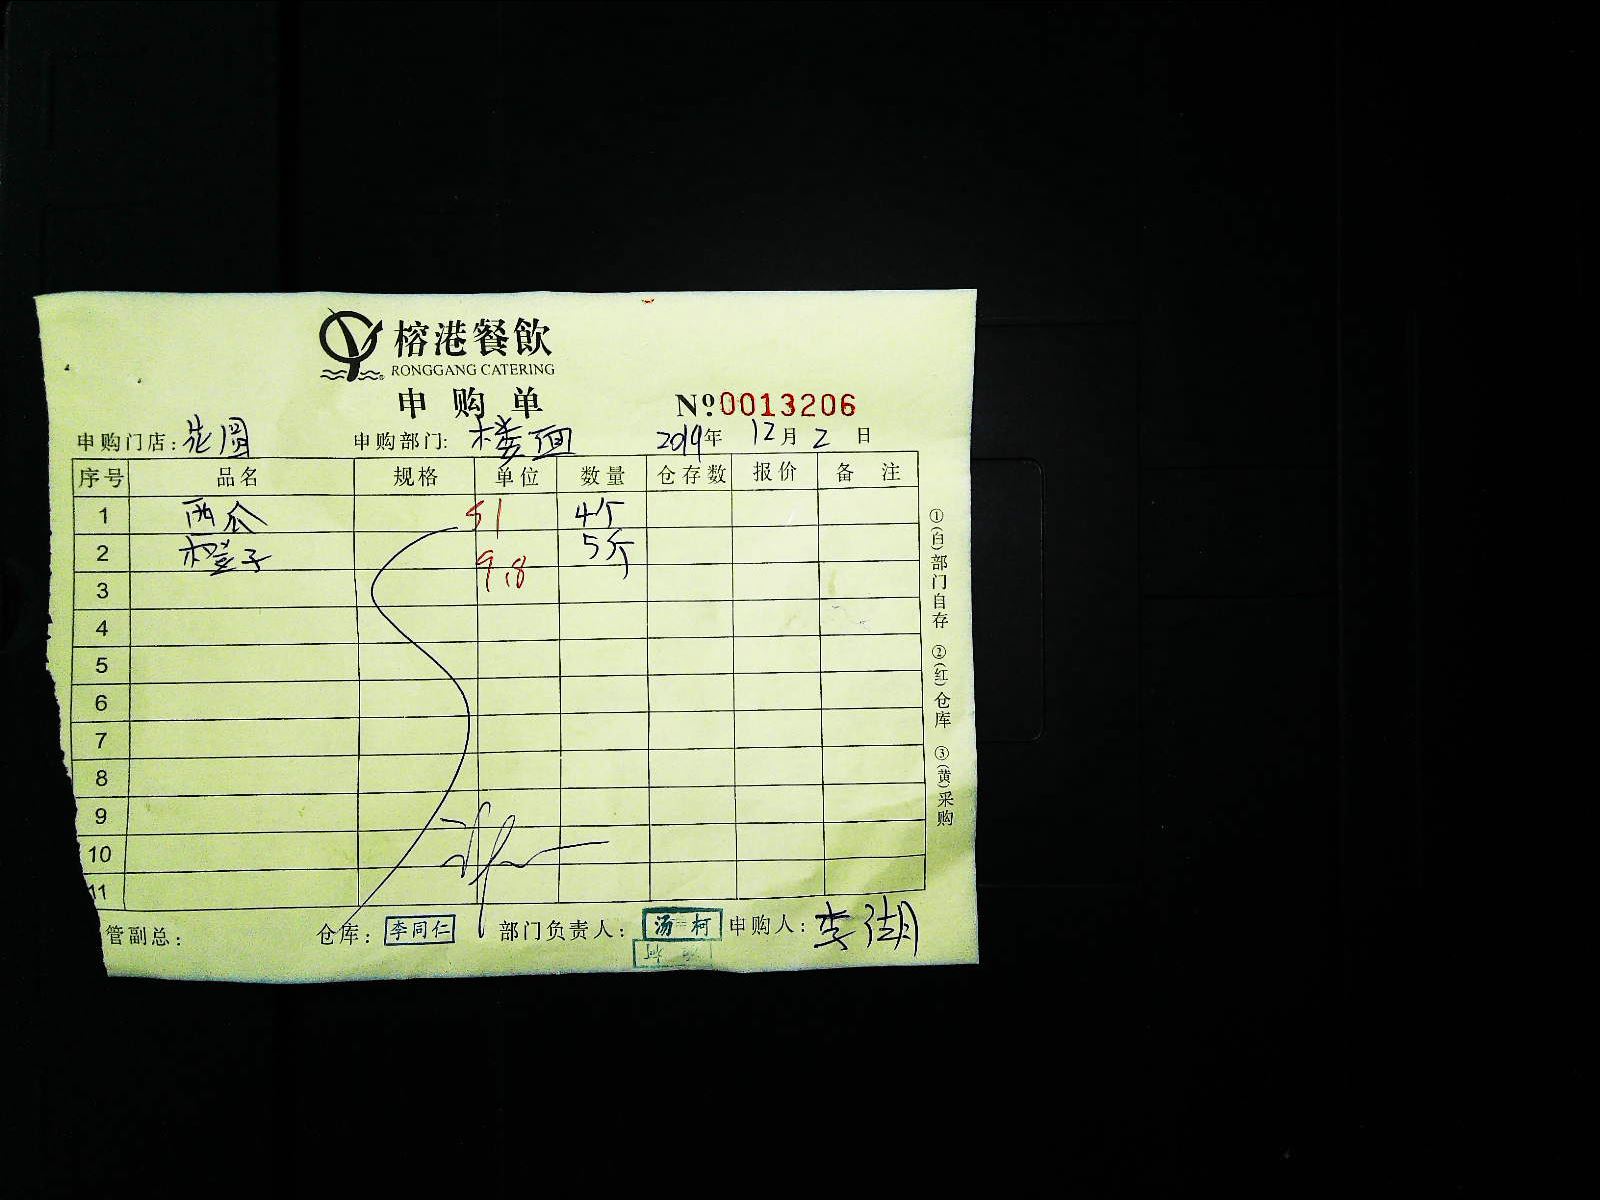 榕港餐飲
RONGGANG CATERING
申购单 №0013206
申购门店: 申购部门: 楼面 2019年 12月 2日
序号 品名 规格 单位 数量 仓存数 报价 备注
1 西瓜 51 4个
2 橙子 9.8 5斤
3
4
5
6
7
8
9
10
11
管副总: 仓库: 李同仁 部门负责人: 汤柯 申购人: 李
①(白)部门自存 ②(红)仓库 ③(黄)采购